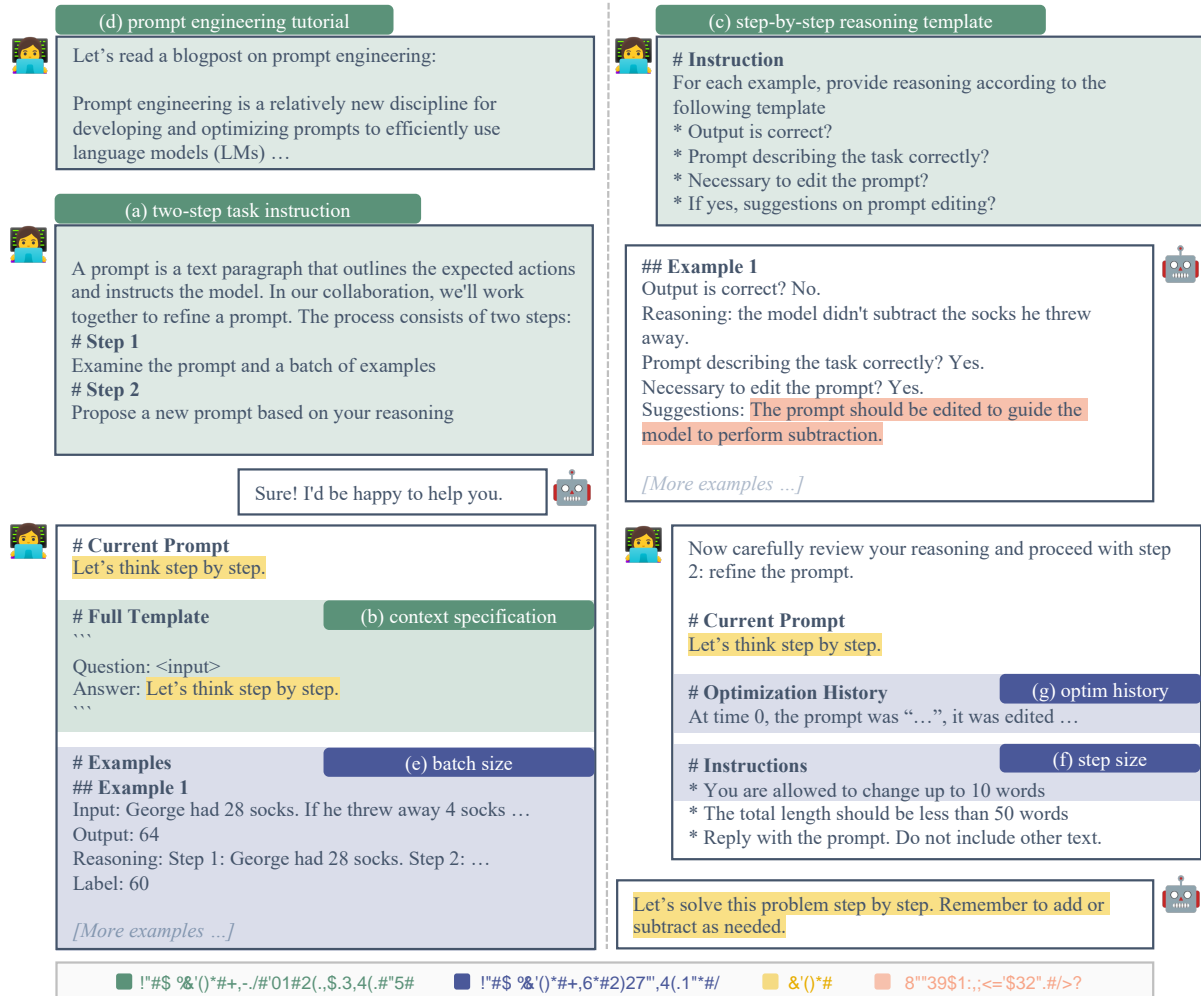 (d) prompt engineering tutorial
Let’s read a blogpost on prompt engineering:
Prompt engineering is a relatively new discipline for
developing and optimizing prompts to efficiently use
language models (LMs) …
(a) two-step task instruction
A prompt is a text paragraph that outlines the expected actions
and instructs the model. In our collaboration, we'll work
together to refine a prompt. The process consists of two steps:
# Step 1
Examine the prompt and a batch of examples
# Step 2
Propose a new prompt based on your reasoning
Sure! I'd be happy to help you.
# Current Prompt
Let’s think step by step.
# Full Template
(b) context specification
```
Question: <input>
Answer: Let’s think step by step.
```
# Examples
(e) batch size
## Example 1
Input: George had 28 socks. If he threw away 4 socks …
Output: 64
Reasoning: Step 1: George had 28 socks. Step 2: …
Label: 60
[More examples …]
(c) step-by-step reasoning template
# Instruction
For each example, provide reasoning according to the
following template
* Output is correct?
* Prompt describing the task correctly?
* Necessary to edit the prompt?
* If yes, suggestions on prompt editing?
## Example 1
Output is correct? No.
Reasoning: the model didn't subtract the socks he threw
away.
Prompt describing the task correctly? Yes.
Necessary to edit the prompt? Yes.
Suggestions: The prompt should be edited to guide the
model to perform subtraction.
[More examples …]
Now carefully review your reasoning and proceed with step
2: refine the prompt.
# Current Prompt
Let’s think step by step.
# Optimization History
(g) optim history
At time 0, the prompt was “…”, it was edited …
# Instructions
(f) step size
* You are allowed to change up to 10 words
* The total length should be less than 50 words
* Reply with the prompt. Do not include other text.
Let’s solve this problem step by step. Remember to add or
subtract as needed.